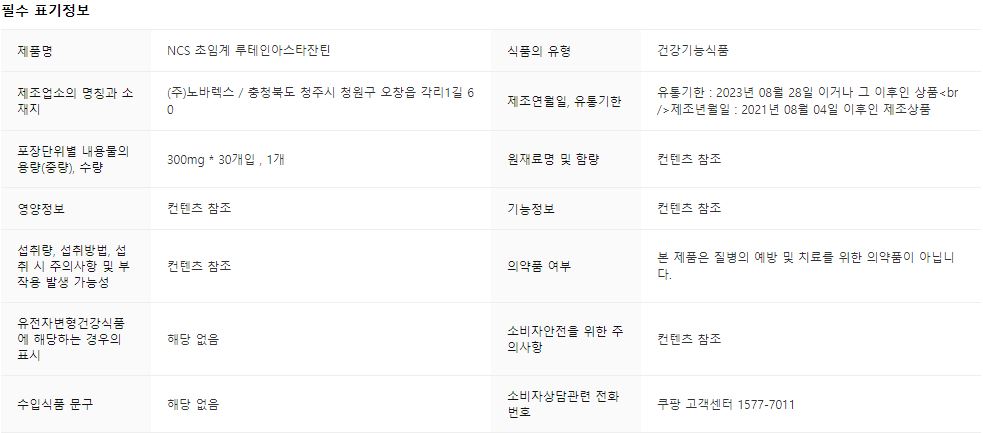 필수 표기정보
제품명
NCS 초임계 루테인아스타잔틴
식품의 유형
건강기능식품
제조업소의 명칭과 소
재지
(주)노바렉스 / 충청북도 청주시 청원구 오창읍 각리1길 6
0
제조연월일, 유통기한
유통기한 : 2023년 08월 28일 이거나 그 이후인 상품<br
/>제조년월일 : 2021년 08월 04일 이후인 제조상품
포장단위별 내용물의
용량(중량), 수량
300mg * 30개입 , 1개
원재료명 및 함량
컨텐츠 참조
영양정보
컨텐츠 참조
기능정보
컨텐츠 참조
섭취량, 섭취방법, 섭
취 시 주의사항 및 부
작용 발생 가능성
컨텐츠 참조
의약품 여부
본 제품은 질병의 예방 및 치료를 위한 의약품이 아닙니
다.
유전자변형건강식품
에 해당하는 경우의
표시
해당 없음
소비자안전을 위한 주
의사항
컨텐츠 참조
수입식품 문구
해당 없음
소비자상담관련 전화
번호
쿠팡 고객센터 1577-7011